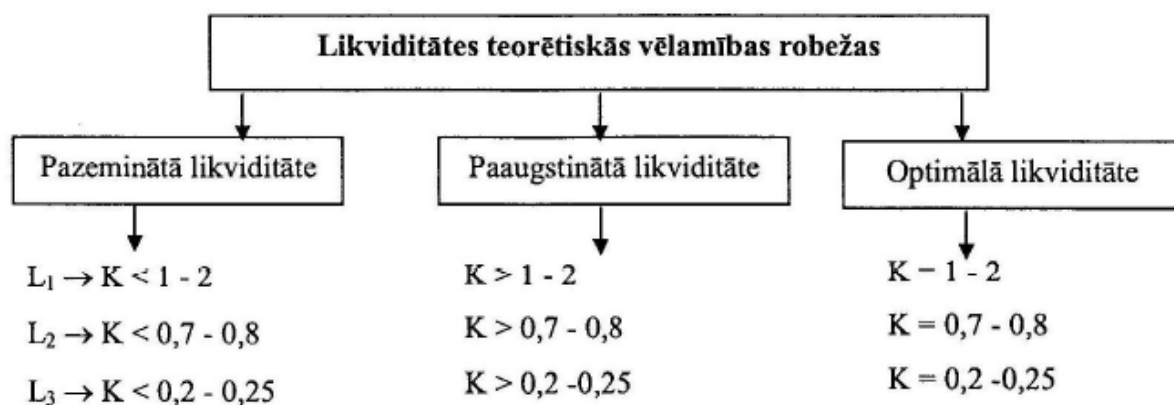 Likviditātes teorētiskās vēlamības robežas
Pazeminātā likviditāte
Paaugstinātā likviditāte
Optimālā likviditāte
L₁ → K < 1 - 2
K > 1 - 2
K = 1 - 2
L₂ → K < 0,7 - 0,8
K > 0,7 - 0,8
K = 0,7 - 0,8
L₃ → K < 0,2 - 0,25
K > 0,2 -0,25
K = 0,2 -0,25